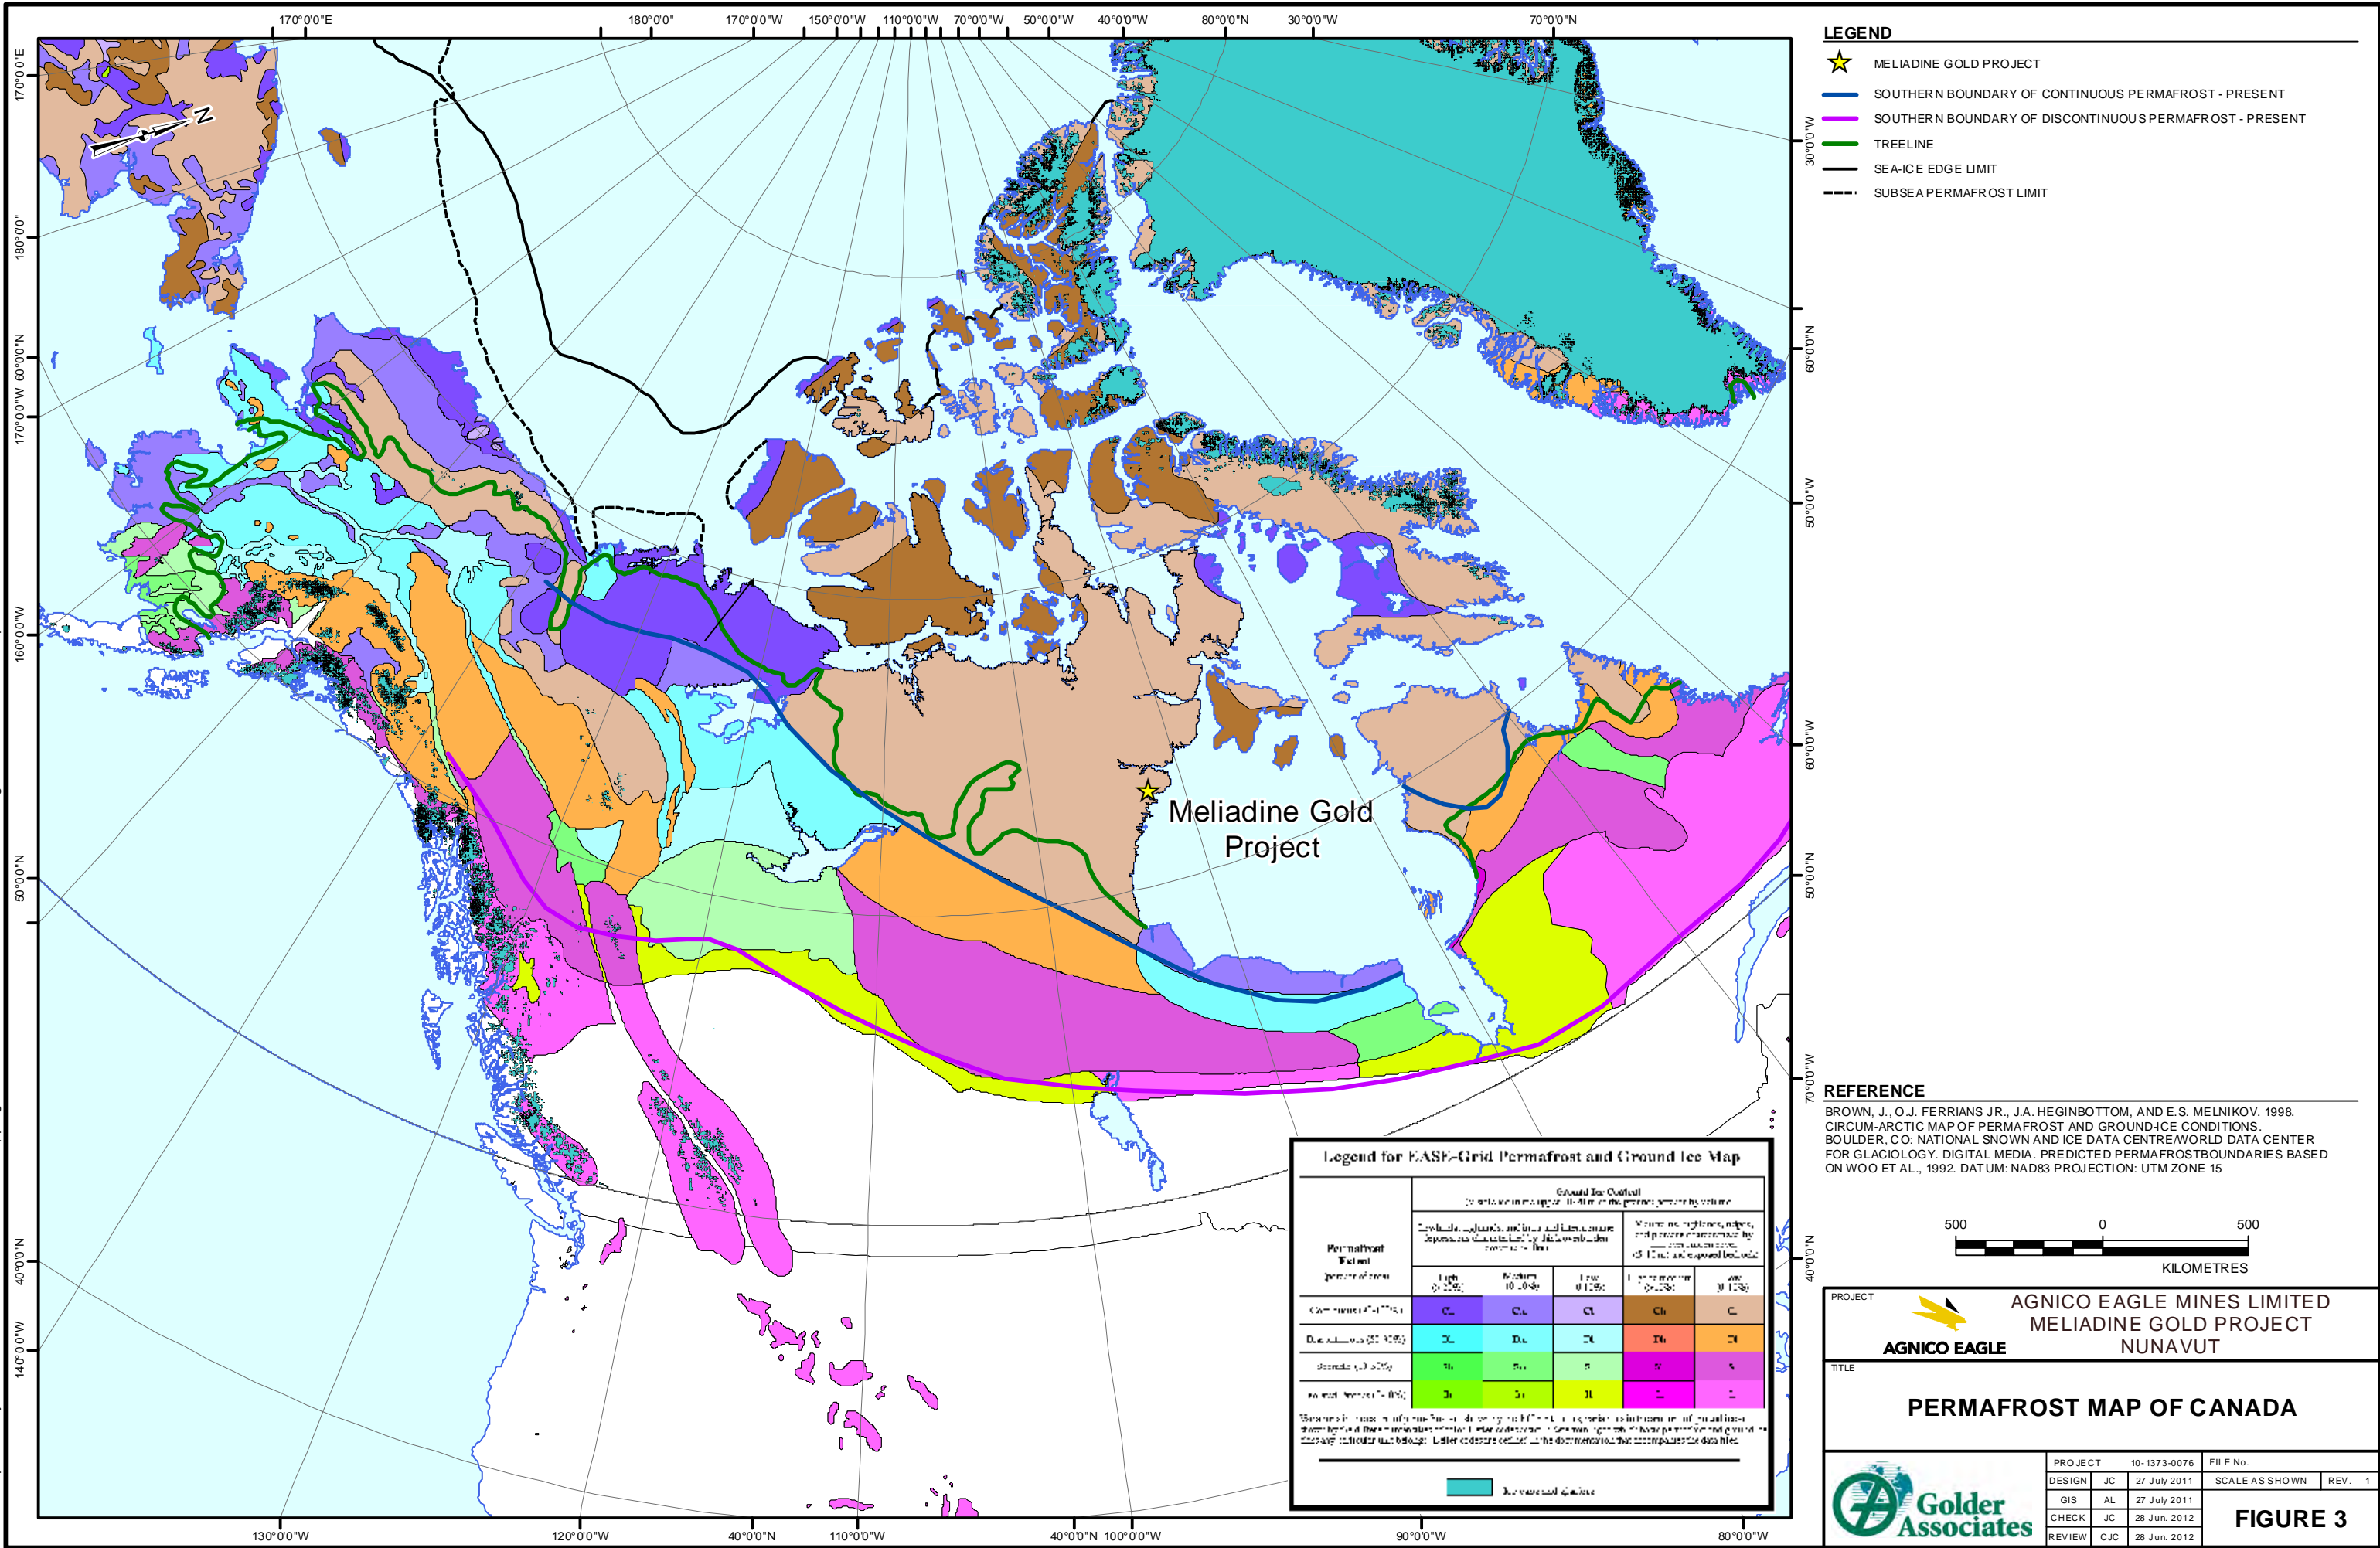 170°0'0"E 180°0'0" 170°0'0"W 150°0'0"W 110°0'0"W 70°0'0"W 50°0'0"W 40°0'0"W 80°0'0"N 30°0'0"W 70°0'0"N
170°0'0"E
180°0'0"
60°0'0"N
170°0'0"W
160°0'0"W
50°0'0"N
40°0'0"N
140°0'0"W
N
Meliadine Gold
Project
30°0'0"W
60°0'0"N
50°0'0"W
60°0'0"W
50°0'0"N
70°0'0"W
40°0'0"N
130°0'0"W 120°0'0"W 40°0'0"N 110°0'0"W 40°0'0"N 100°0'0"W 90°0'0"W 80°0'0"W
Legend for EASE-Grid Permafrost and Ground Ice Map
Ground Ice Content
Permafrost
Extent
(percent of area)
Ice caps and glaciers
LEGEND
MELIADINE GOLD PROJECT
SOUTHERN BOUNDARY OF CONTINUOUS PERMAFROST - PRESENT
SOUTHERN BOUNDARY OF DISCONTINUOUS PERMAFROST - PRESENT
TREELINE
SEA-ICE EDGE LIMIT
SUBSEA PERMAFROST LIMIT
REFERENCE
BROWN, J., O.J. FERRIANS JR., J.A. HEGINBOTTOM, AND E.S. MELNIKOV. 1998.
CIRCUM-ARCTIC MAP OF PERMAFROST AND GROUND-ICE CONDITIONS.
BOULDER, CO: NATIONAL SNOWN AND ICE DATA CENTRE/WORLD DATA CENTER
FOR GLACIOLOGY. DIGITAL MEDIA. PREDICTED PERMAFROSTBOUNDARIES BASED
ON WOO ET AL., 1992. DATUM: NAD83 PROJECTION: UTM ZONE 15
500 0 500
KILOMETRES
PROJECT
AGNICO EAGLE
AGNICO EAGLE MINES LIMITED
MELIADINE GOLD PROJECT
NUNAVUT
TITLE
PERMAFROST MAP OF CANADA
Golder
Associates
PROJECT 10-1373-0076 FILE No.
DESIGN JC 27 July 2011 SCALE AS SHOWN REV. 1
GIS AL 27 July 2011
CHECK JC 28 Jun. 2012
REVIEW CJC 28 Jun. 2012
FIGURE 3